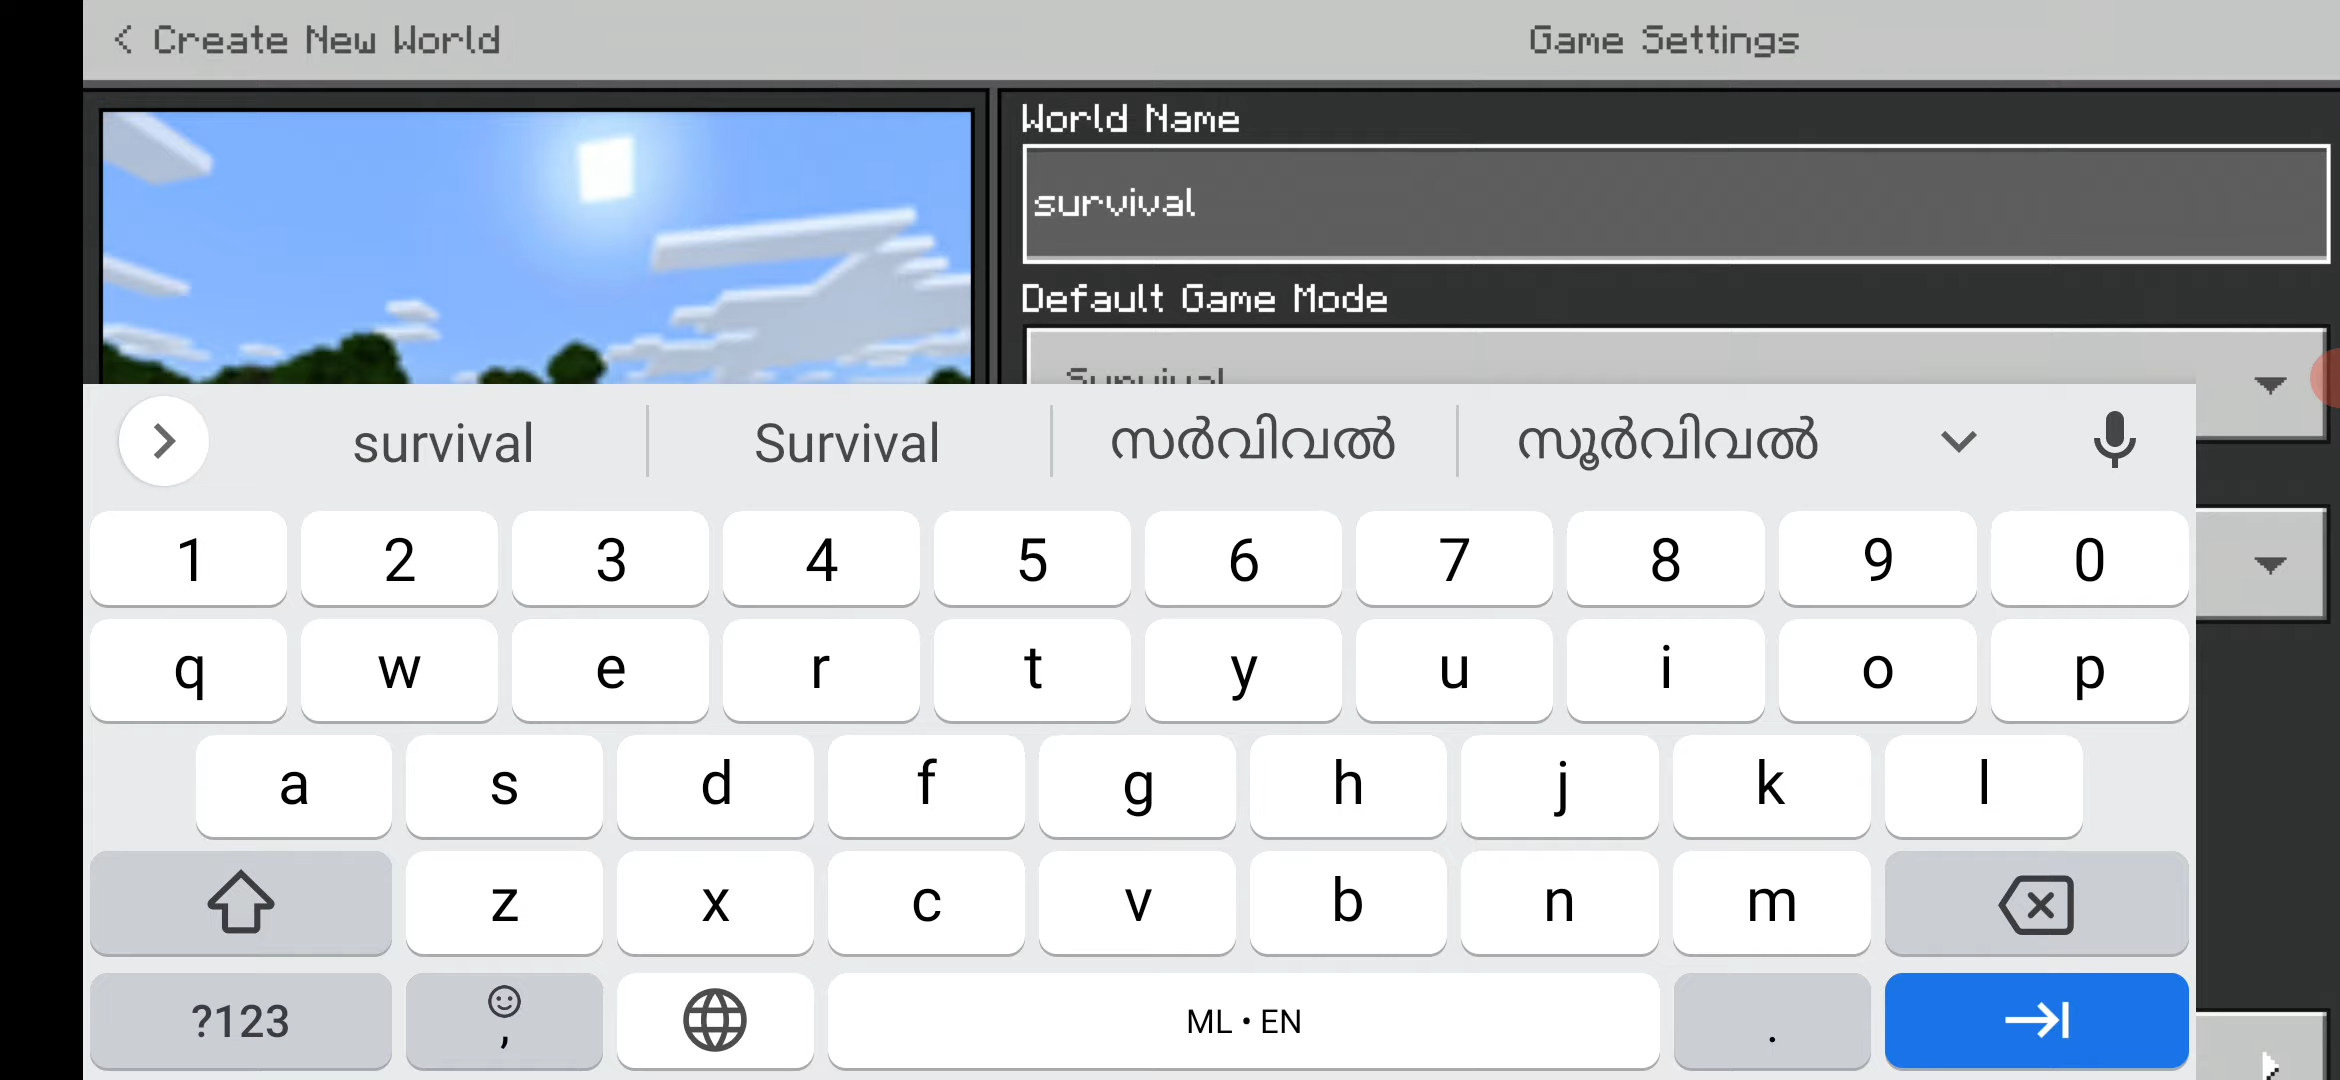 Create New World
Game Settings
World Name
survival
Default Game Mode
Survival
survival Survival സർവിവൽ സൂർവിവൽ
1 2 3 4 5 6 7 8 9 0
q w e r t y u i o p
a s d f g h j k l
z x c v b n m
?123 , ML • EN .